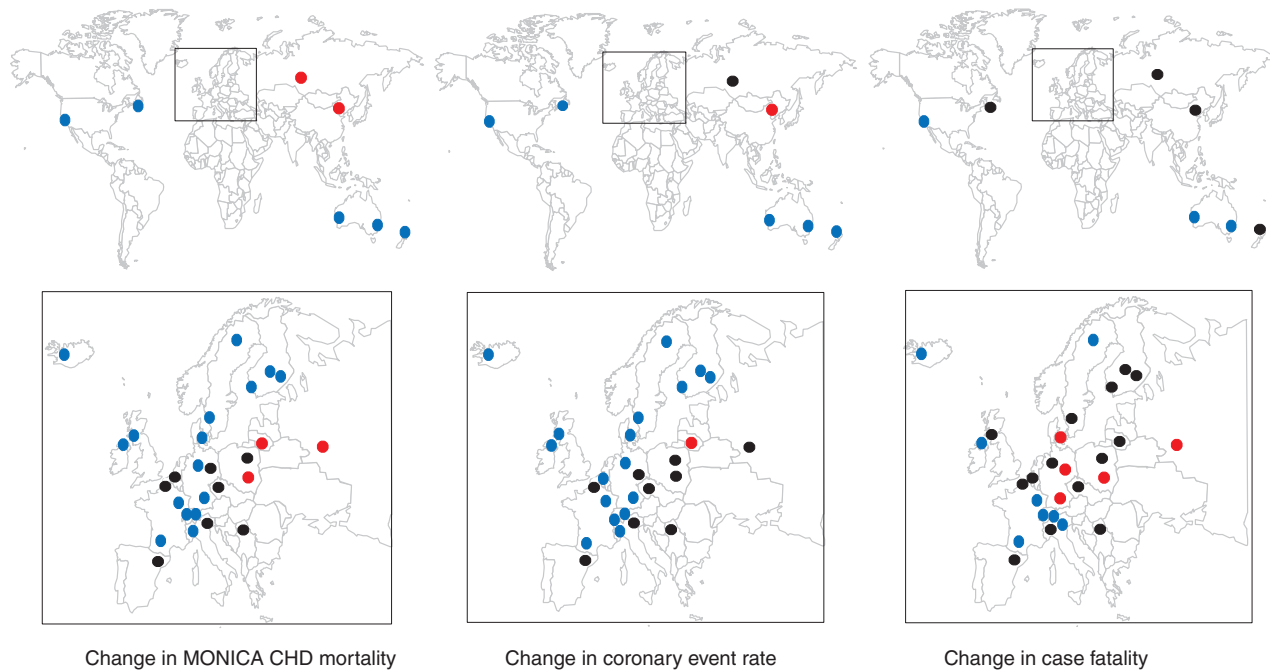 Change in MONICA CHD mortality
Change in coronary event rate
Change in case fatality